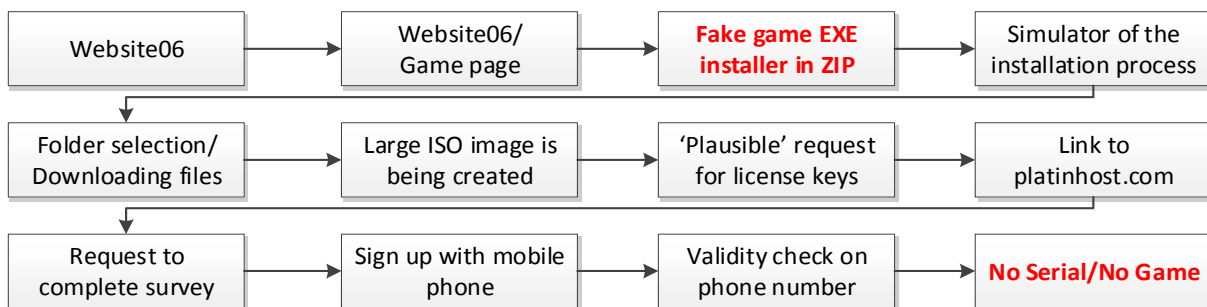 Website06
Website06/
Game page
Fake game EXE
installer in ZIP
Simulator of the
installation process
Folder selection/
Downloading files
Large ISO image is
being created
‘Plausible’ request
for license keys
Link to
platinhost.com
Request to
complete survey
Sign up with mobile
phone
Validity check on
phone number
No Serial/No Game